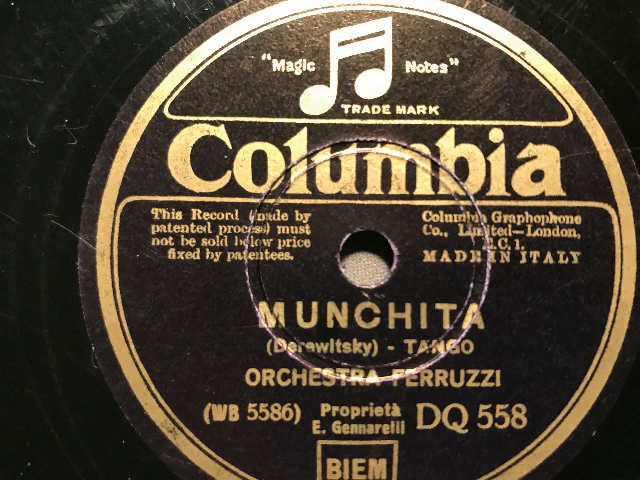 "Magic Notes"
TRADE MARK
Columbia
This Record (made by
patented process) must
not be sold below price
fixed by patentees.
Columbia Graphophone
Co., Limited—London,
E.C.1.
MADE IN ITALY
MUNCHITA
(Derewitsky) - TANGO
ORCHESTRA FERRUZZI
(WB 5586)
Proprietà
E. Gennarelli
DQ 558
BIEM